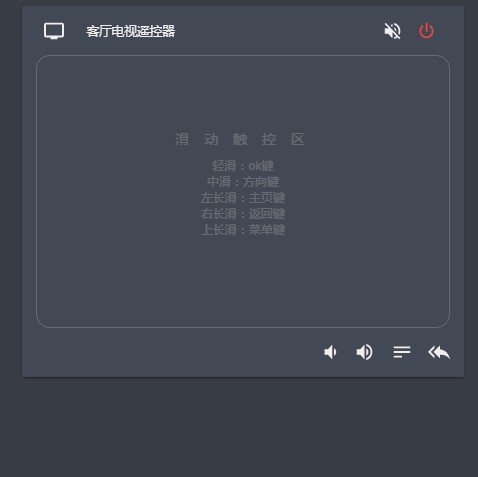 客厅电视遥控器
滑 动 触 控 区
轻滑：ok键
中滑：方向键
左长滑：主页键
右长滑：返回键
上长滑：菜单键